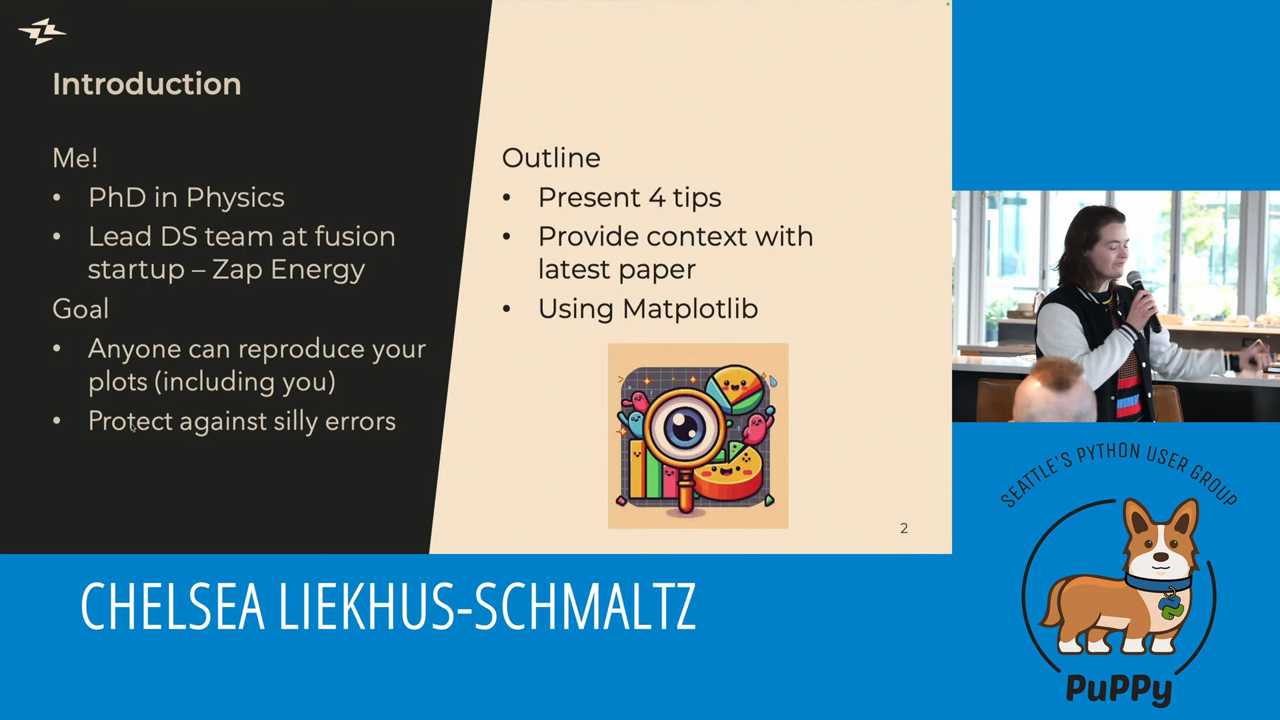 Introduction
Me!
• PhD in Physics
• Lead DS team at fusion
startup – Zap Energy
Goal
• Anyone can reproduce your
plots (including you)
• Protect against silly errors
Outline
• Present 4 tips
• Provide context with
latest paper
• Using Matplotlib
2
CHELSEA LIEKHUS-SCHMALTZ
SEATTLE'S PYTHON USER GROUP
PuPPy